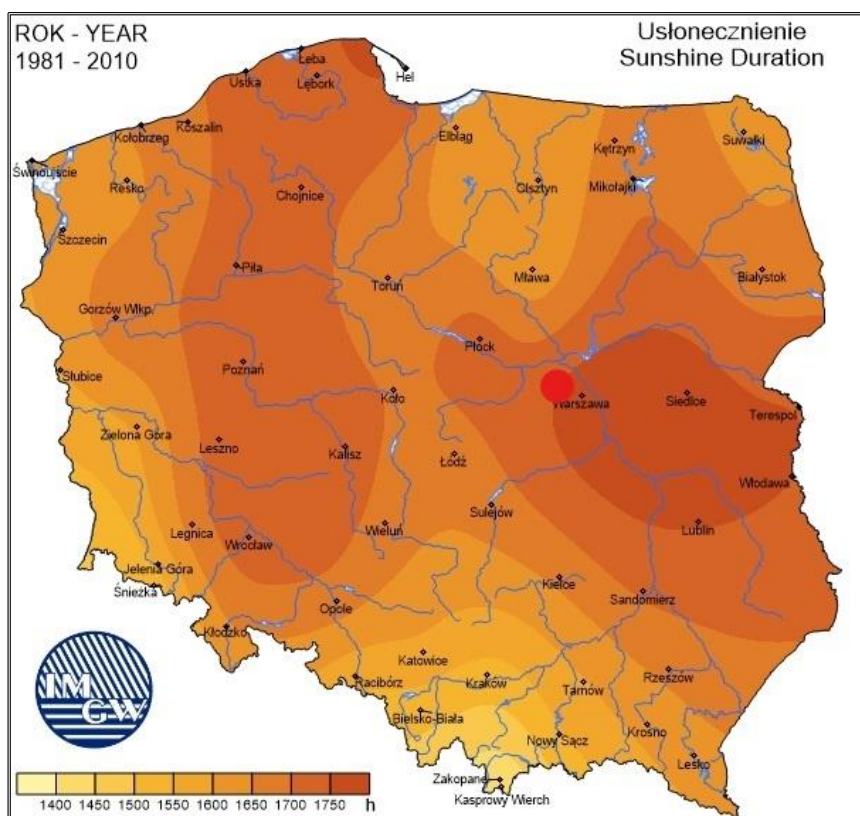 ROK - YEAR
1981 - 2010
Usłonecznienie
Sunshine Duration
Łeba
Hel
Ustka
Lębork
Koszalin
Kołobrzeg
Elbląg
Suwałki
Kętrzyn
Świnoujście
Resko
Chojnice
Olsztyn
Mikołajki
Szczecin
Piła
Toruń
Mława
Białystok
Gorzów Wlkp.
Płock
Słubice
Poznań
Koło
Warszawa
Siedlce
Terespol
Zielona Góra
Leszno
Kalisz
Łódź
Włodawa
Sulejów
Legnica
Wrocław
Wieluń
Lublin
Jelenia Góra
Śnieżka
Kielce
Opole
Sandomierz
Kłodzko
Katowice
Racibórz
Kraków
Tarnów
Rzeszów
IM
GW
Bielsko-Biała
Nowy Sącz
Krosno
Lesko
Zakopane
Kasprowy Wierch
1400 1450 1500 1550 1600 1650 1700 1750 h